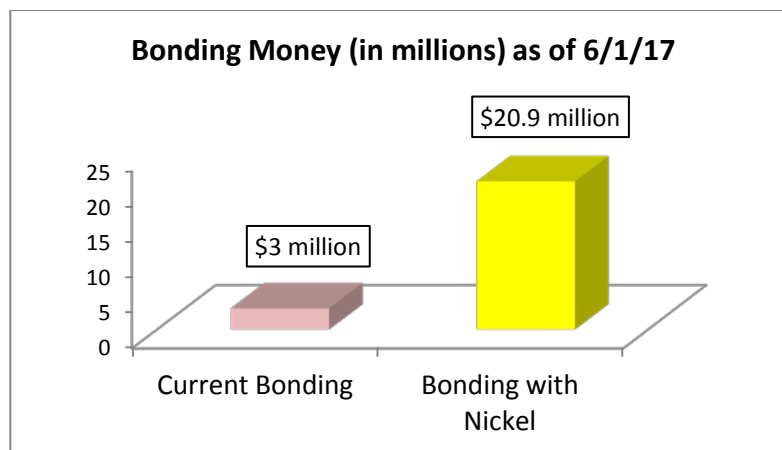 Bonding Money (in millions) as of 6/1/17
$20.9 million
$3 million
25
20
15
10
5
0
Current Bonding
Bonding with
Nickel